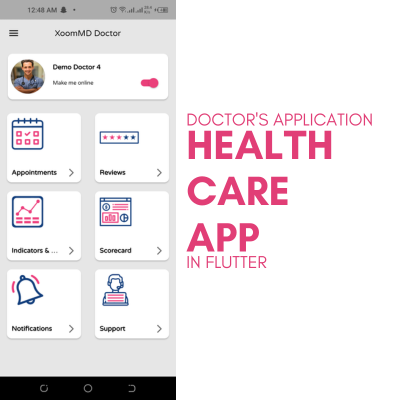 12:48 AM
XoomMD Doctor
Demo Doctor 4
Make me online
Appointments
Reviews
Indicators & ...
Scorecard
Notifications
Support
DOCTOR'S APPLICATION
HEALTH
CARE
APP
IN FLUTTER